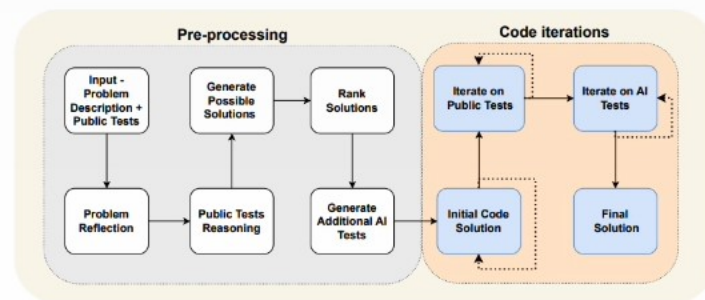 Pre-processing
Input -
Problem
Description +
Public Tests
Problem
Reflection
Public Tests
Reasoning
Generate
Possible
Solutions
Rank
Solutions
Generate
Additional AI
Tests
Code iterations
Initial Code
Solution
Iterate on
Public Tests
Iterate on AI
Tests
Final
Solution